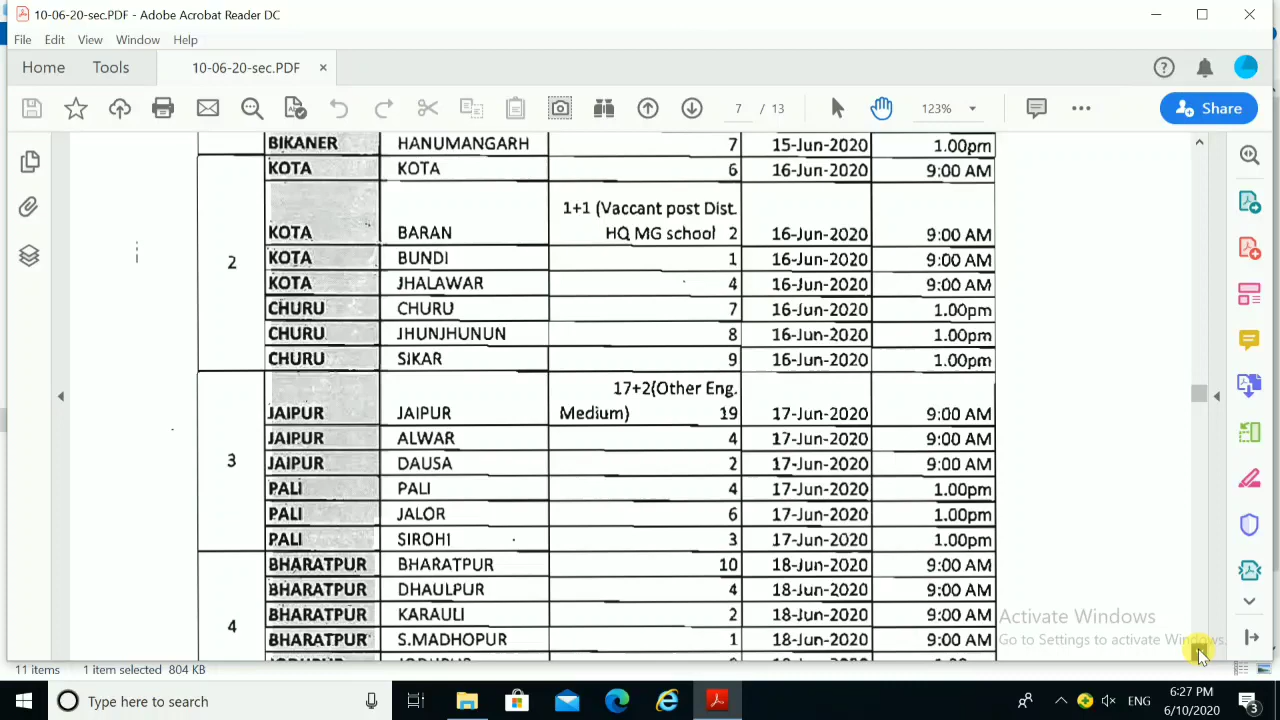 10-06-20-sec.PDF - Adobe Acrobat Reader DC
File Edit View Window Help
Home Tools 10-06-20-sec.PDF ×
7 / 13 123% Share
BIKANER HANUMANGARH 7 15-Jun-2020 1.00pm
KOTA KOTA 6 16-Jun-2020 9:00 AM
1+1 (Vaccant post Dist.
KOTA BARAN HQ MG school 2 16-Jun-2020 9:00 AM
KOTA BUNDI 1 16-Jun-2020 9:00 AM
2
KOTA JHALAWAR 4 16-Jun-2020 9:00 AM
CHURU CHURU 7 16-Jun-2020 1.00pm
CHURU JHUNJHUNUN 8 16-Jun-2020 1.00pm
CHURU SIKAR 9 16-Jun-2020 1.00pm
17+2(Other Eng.
JAIPUR JAIPUR Medium) 19 17-Jun-2020 9:00 AM
JAIPUR ALWAR 4 17-Jun-2020 9:00 AM
3 JAIPUR DAUSA 2 17-Jun-2020 9:00 AM
PALI PALI 4 17-Jun-2020 1.00pm
PALI JALOR 6 17-Jun-2020 1.00pm
PALI SIROHI 3 17-Jun-2020 1.00pm
BHARATPUR BHARATPUR 10 18-Jun-2020 9:00 AM
BHARATPUR DHAULPUR 4 18-Jun-2020 9:00 AM
BHARATPUR KARAULI 2 18-Jun-2020 9:00 AM
4 BHARATPUR S.MADHOPUR 1 18-Jun-2020 9:00 AM
Activate Windows
Go to Settings to activate Windows.
11 items 1 item selected 804 KB
Type here to search
ENG 6:27 PM
6/10/2020 3